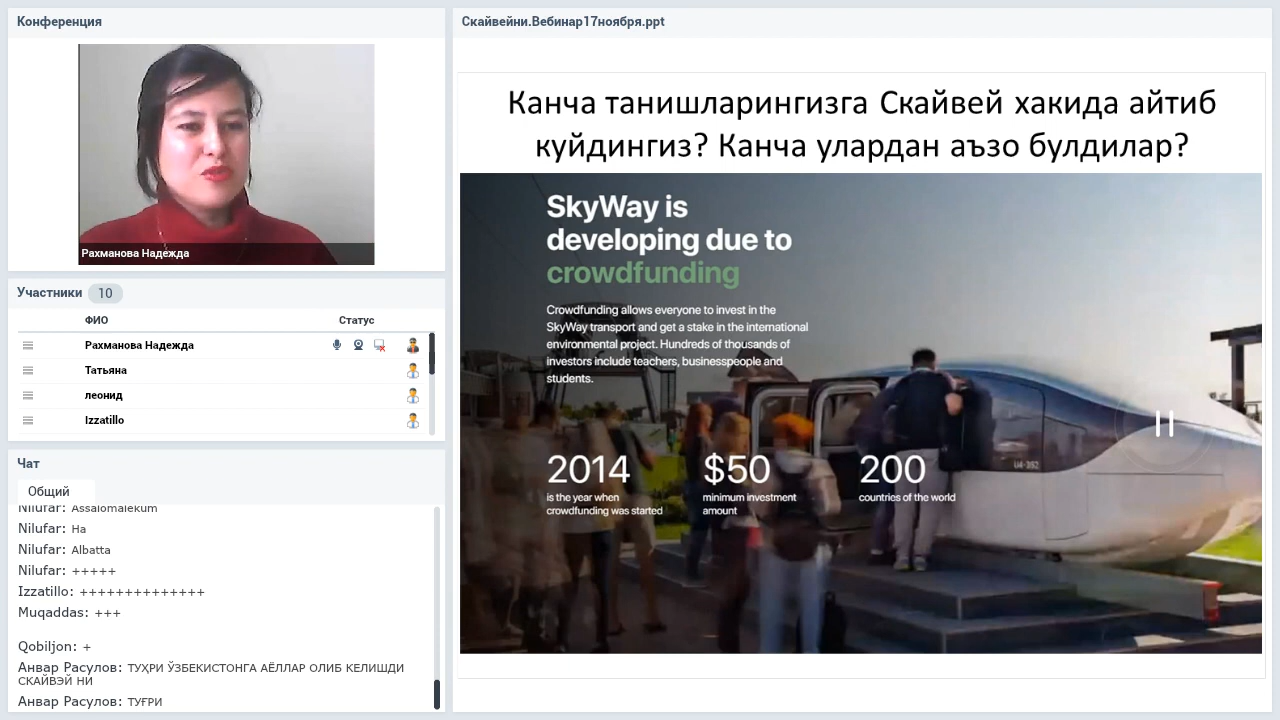 Конференция
Рахманова Надежда
Участники 10
ФИО Статус
Рахманова Надежда
Татьяна
леонид
Izzatillo
Чат
Общий
Nilufar: Assalomalekum
Nilufar: Ha
Nilufar: Albatta
Nilufar: +++++
Izzatillo: ++++++++++++++
Muqaddas: +++
Qobiljon: +
Анвар Расулов: ТУҲРИ ЎЗБЕКИСТОНГА АЁЛЛАР ОЛИБ КЕЛИШДИ
СКАЙВЭЙ НИ
Анвар Расулов: ТУҒРИ
Скайвейни.Вебинар17ноября.ppt
Канча танишларингизга Скайвей хакида айтиб
куйдингиз? Канча улардан аъзо булдилар?
SkyWay is
developing due to
crowdfunding
Crowdfunding allows everyone to invest in the
SkyWay transport and get a stake in the international
environmental project. Hundreds of thousands of
investors include teachers, businesspeople and
students.
2014
is the year when
crowdfunding was started
$50
minimum investment
amount
200
countries of the world
U4-392